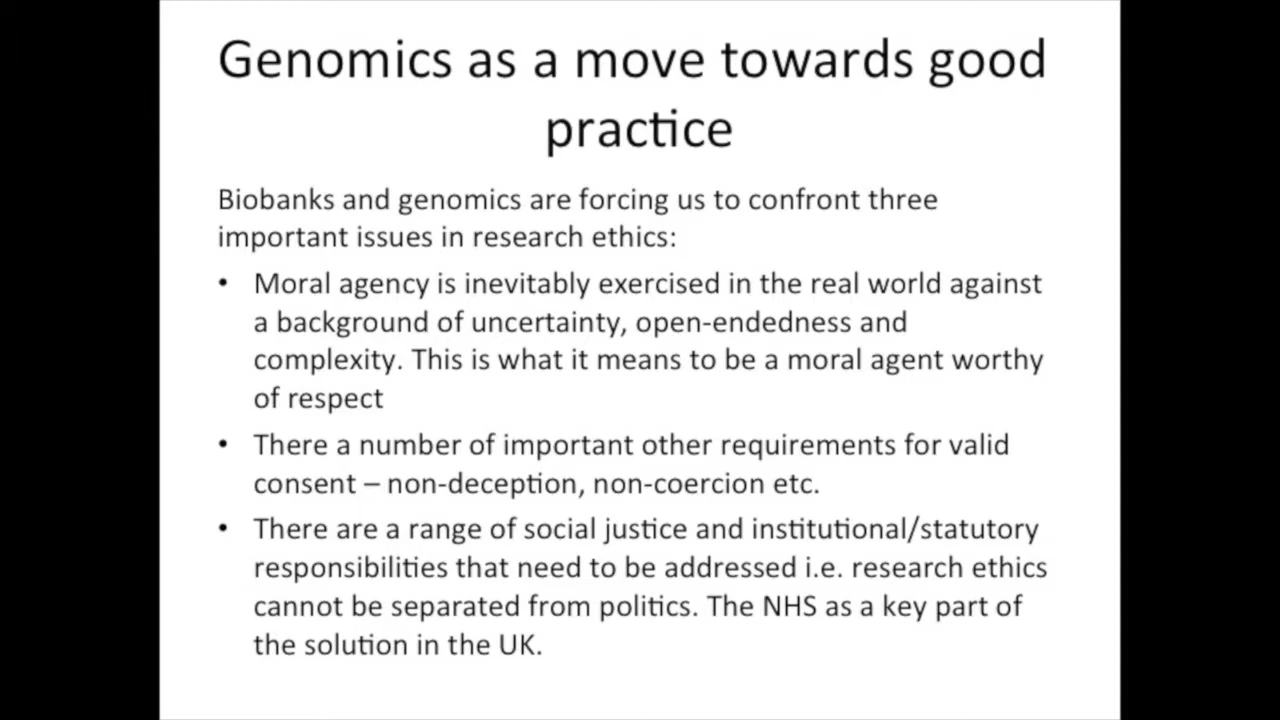 Genomics as a move towards good
practice
Biobanks and genomics are forcing us to confront three
important issues in research ethics:
• Moral agency is inevitably exercised in the real world against
a background of uncertainty, open-endedness and
complexity. This is what it means to be a moral agent worthy
of respect
• There a number of important other requirements for valid
consent – non-deception, non-coercion etc.
• There are a range of social justice and institutional/statutory
responsibilities that need to be addressed i.e. research ethics
cannot be separated from politics. The NHS as a key part of
the solution in the UK.